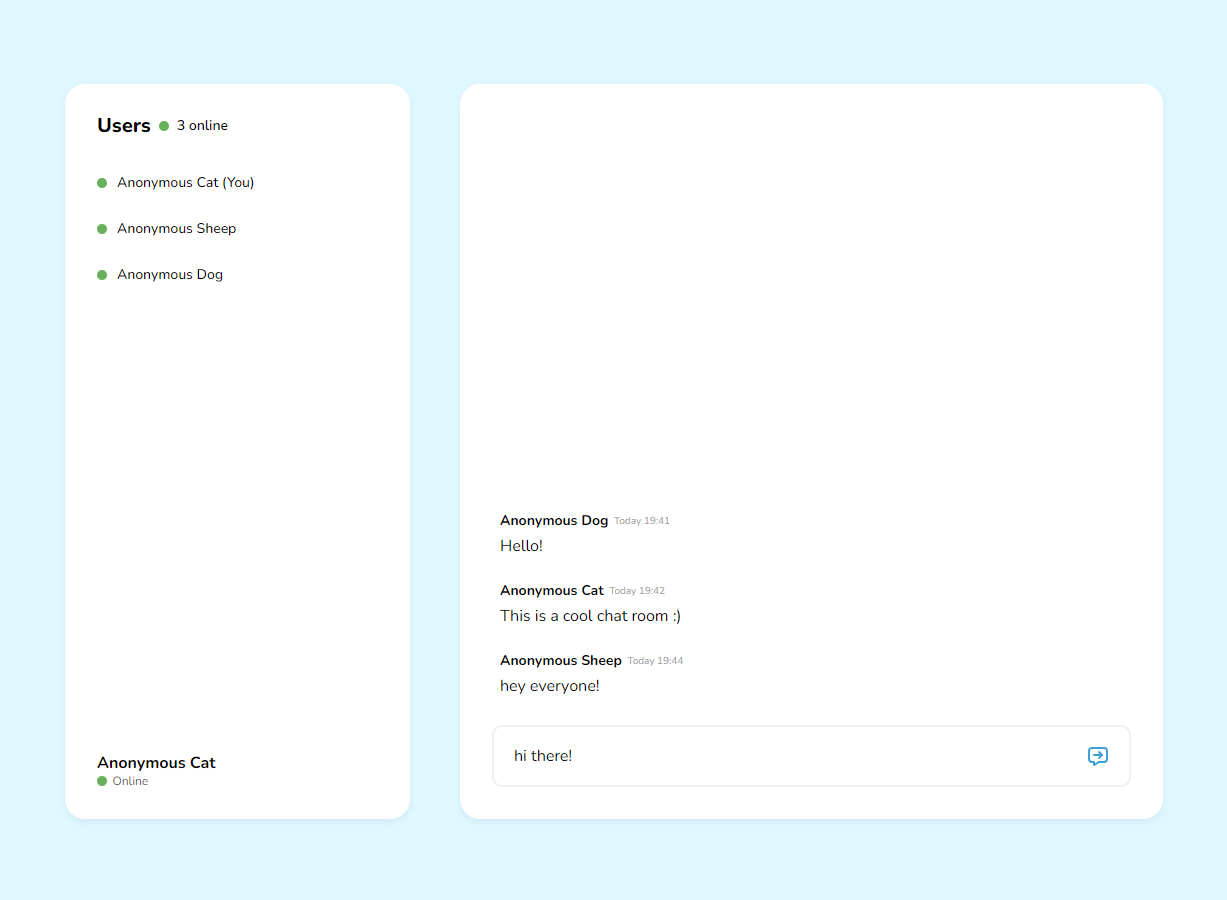 Users 3 online
Anonymous Cat (You)
Anonymous Sheep
Anonymous Dog
Anonymous Cat
Online
Anonymous Dog Today 19:41
Hello!
Anonymous Cat Today 19:42
This is a cool chat room :)
Anonymous Sheep Today 19:44
hey everyone!
hi there!